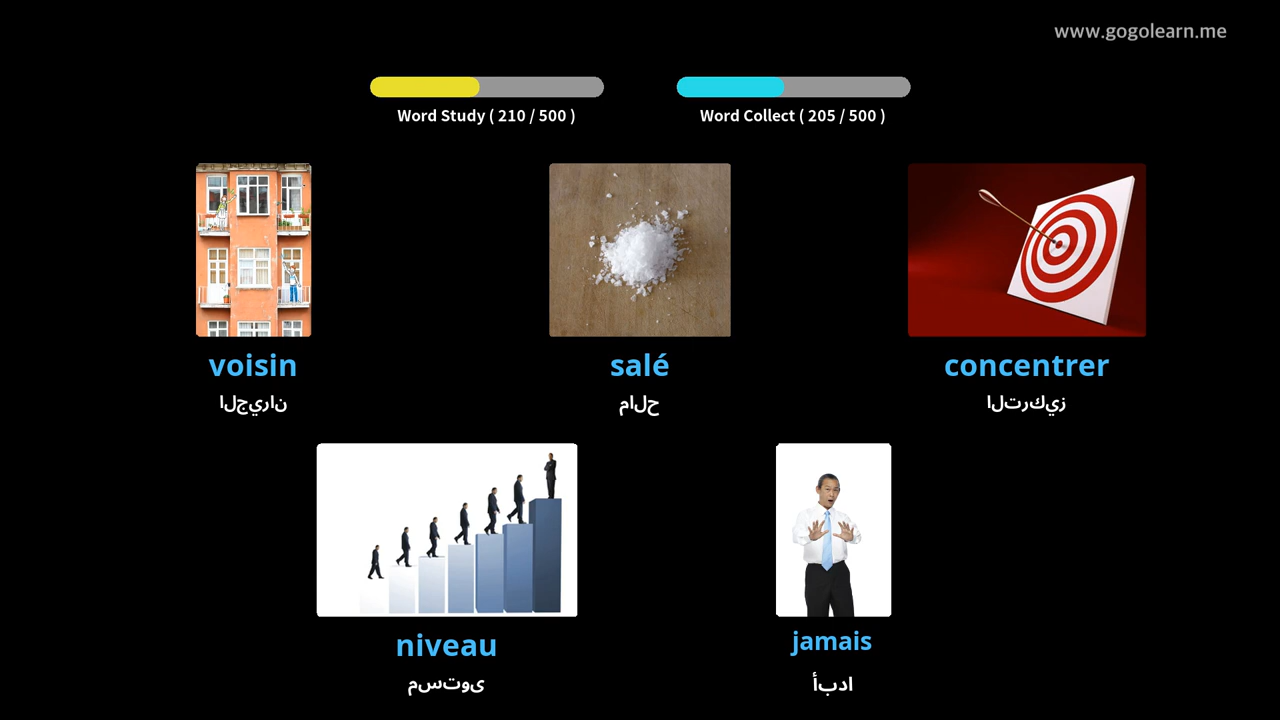 www.gogolearn.me
Word Study ( 210 / 500 )
Word Collect ( 205 / 500 )
voisin
الجيران
salé
مالح
concentrer
التركيز
niveau
مستوى
jamais
أبدا